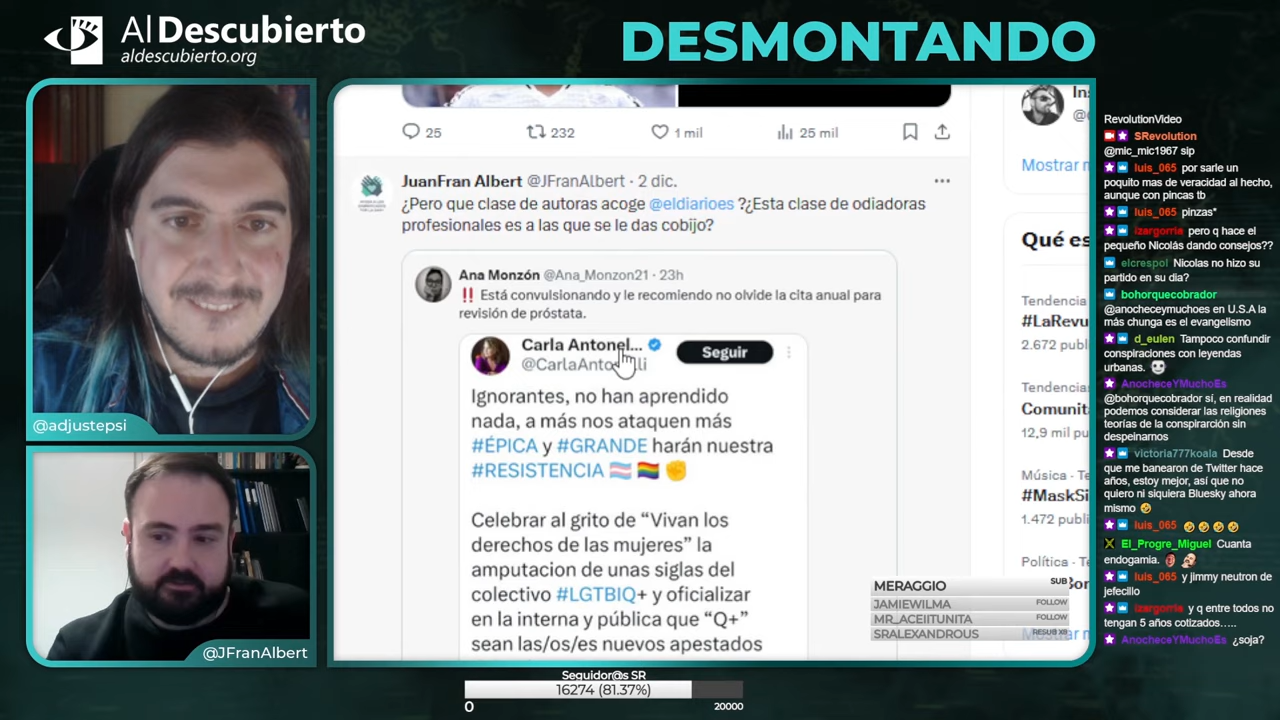 Al Descubierto
aldescubierto.org
DESMONTANDO
@adjustepsi
@JFranAlbert
25
232
1 mil
25 mil
JuanFran Albert @JFranAlbert · 2 dic.
¿Pero que clase de autoras acoge @eldiarioes ?¿Esta clase de odiadoras
profesionales es a las que se le das cobijo?
Ana Monzón @Ana_Monzon21 · 23h
‼️ Está convulsionando y le recomiendo no olvide la cita anual para
revisión de próstata.
Carla Antonel...
Seguir
Ignorantes, no han aprendido
nada, a más nos ataquen más
#ÉPICA y #GRANDE harán nuestra
#RESISTENCIA 🏳️‍⚧️ 🏳️‍🌈 ✊
Celebrar al grito de “Vivan los
derechos de las mujeres” la
amputacion de unas siglas del
colectivo #LGTBIQ+ y oficializar
en la interna y pública que “Q+”
sean las/os/es nuevos apestados
Mostrar
Qué es
Tendencia
#LaRevu
2.672 publ
Tendencias
Comunit
12,9 mil pu
Música · Te
#MaskSi
1.472 publi
Política · Te
MERAGGIO SUB
JAMIEWILMA FOLLOW
MR_ACEIITUNITA FOLLOW
SRALEXANDROUS RESUB X8
RevolutionVideo
SRevolution
@mic_mic1967 sip
luis_065 por sarle un
poquito mas de veracidad al hecho,
aunque con pincas tb
luis_065 pinzas*
izargorria pero q hace el
pequeño Nicolás dando consejos??
elcrespol Nicolas no hizo su
partido en su dia?
bohorquecobrador
@anocheceymuchoes en U.S.A la
más chunga es el evangelismo
d_eulen Tampoco confundir
conspiraciones con leyendas
urbanas.
AnocheceYMuchoEs
@bohorquecobrador sí, en realidad
podemos considerar las religiones
teorías de la conspirarción sin
despeinarnos
victoria777koala Desde
que me banearon de Twitter hace
años, estoy mejor, así que no
quiero ni siquiera Bluesky ahora
mismo 🤣
luis_065 🤣🤣🤣🤣
El_Progre_Miguel Cuanta
endogamia.
luis_065 y jimmy neutron de
jefecillo
izargorria y q entre todos no
tengan 5 años cotizados.....
AnocheceYMuchoEs ¿soja?
Seguidor@s SR
16274 (81.37%)
0
20000